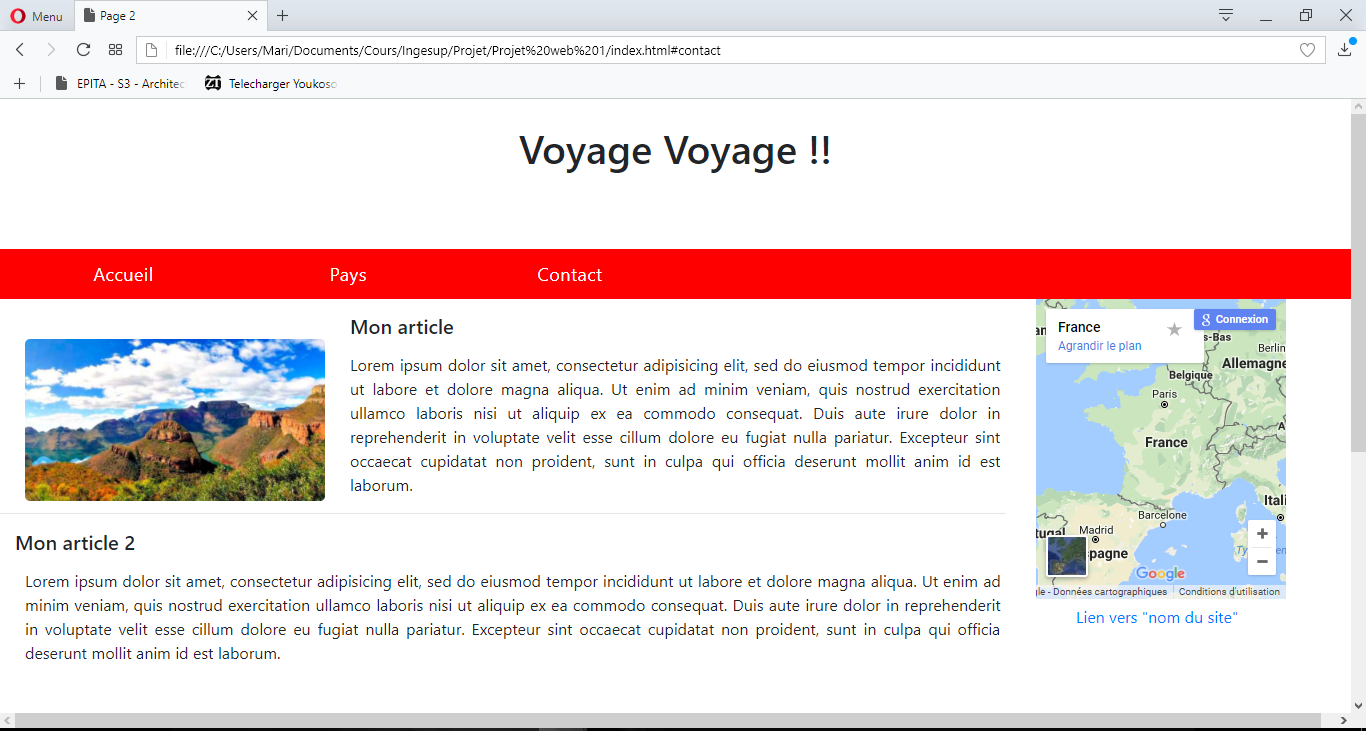 Menu
Page 2
file:///C:/Users/Mari/Documents/Cours/Ingesup/Projet/Projet%20web%201/index.html#contact
EPITA - S3 - Architec
Telecharger Youkoso
Voyage Voyage !!
Accueil Pays Contact
Mon article
Lorem ipsum dolor sit amet, consectetur adipisicing elit, sed do eiusmod tempor incididunt
ut labore et dolore magna aliqua. Ut enim ad minim veniam, quis nostrud exercitation
ullamco laboris nisi ut aliquip ex ea commodo consequat. Duis aute irure dolor in
reprehenderit in voluptate velit esse cillum dolore eu fugiat nulla pariatur. Excepteur sint
occaecat cupidatat non proident, sunt in culpa qui officia deserunt mollit anim id est
laborum.
Mon article 2
Lorem ipsum dolor sit amet, consectetur adipisicing elit, sed do eiusmod tempor incididunt ut labore et dolore magna aliqua. Ut enim ad
minim veniam, quis nostrud exercitation ullamco laboris nisi ut aliquip ex ea commodo consequat. Duis aute irure dolor in reprehenderit
in voluptate velit esse cillum dolore eu fugiat nulla pariatur. Excepteur sint occaecat cupidatat non proident, sunt in culpa qui officia
deserunt mollit anim id est laborum.
France
Agrandir le plan
Connexion
s-Bas
Berlin
Allemagne
Belgique
Paris
France
Itali
Barcelone
Madrid
tugal
spagne
Google
gle - Données cartographiques Conditions d'utilisation
Lien vers "nom du site"